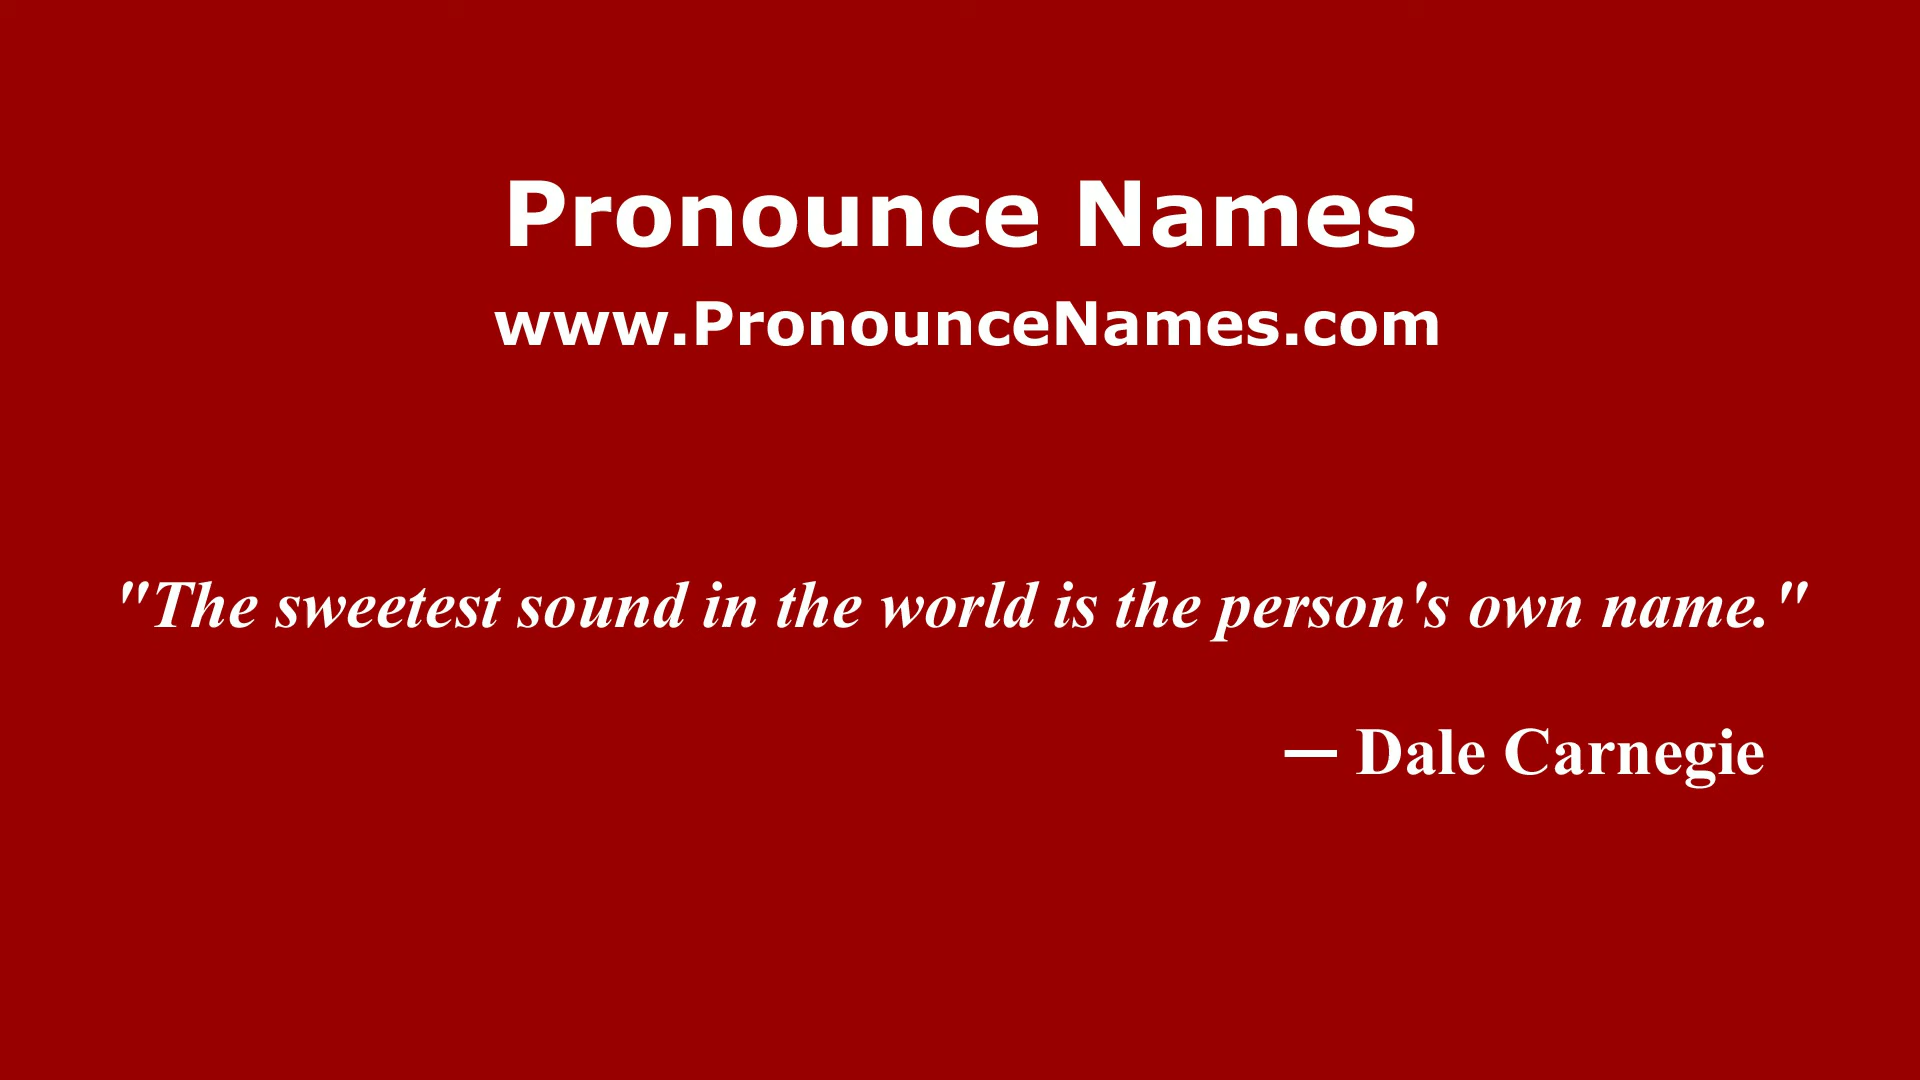 Pronounce Names
www.PronounceNames.com
"The sweetest sound in the world is the person's own name."
— Dale Carnegie